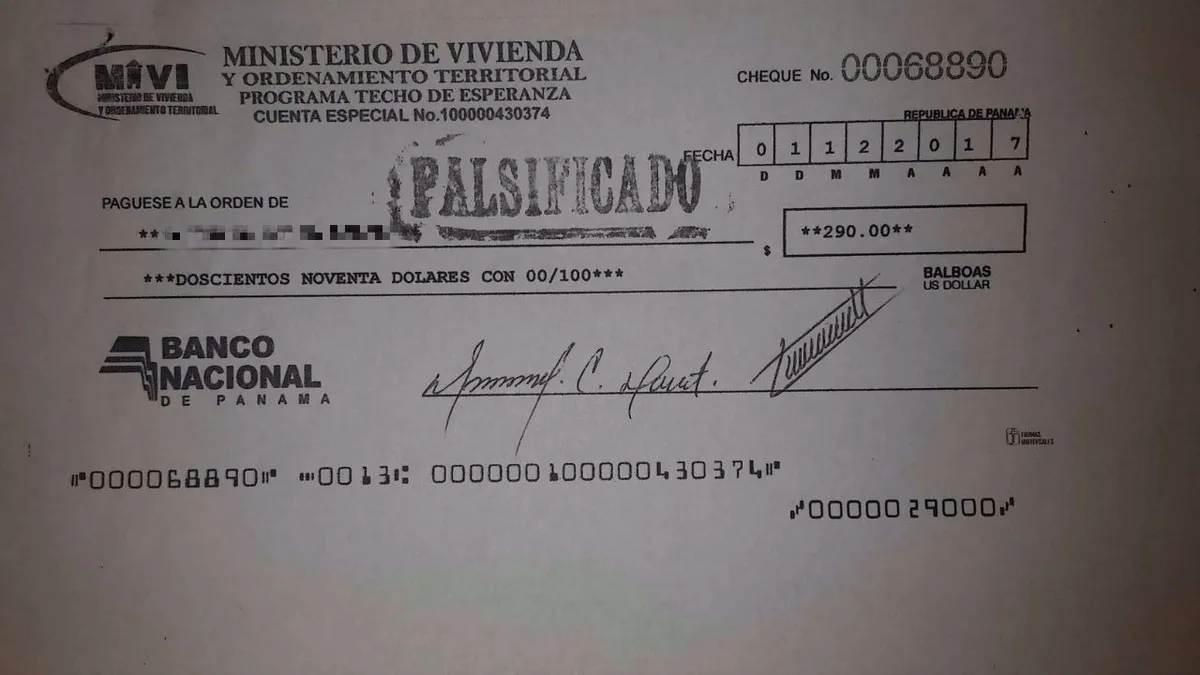 MIVI
MINISTERIO DE VIVIENDA
Y ORDENAMIENTO TERRITORIAL
MINISTERIO DE VIVIENDA
Y ORDENAMIENTO TERRITORIAL
PROGRAMA TECHO DE ESPERANZA
CUENTA ESPECIAL No.100000430374
CHEQUE No. 00068890
REPUBLICA DE PANAMA
FECHA 0 1 1 2 2 0 1 7
D D M M A A A A
FALSIFICADO
PAGUESE A LA ORDEN DE
**
$ **290.00**
***DOSCIENTOS NOVENTA DOLARES CON 00/100***
BALBOAS
US DOLLAR
BANCO
NACIONAL
DE PANAMA
FORMAS
UNIVERSALES
⑈000068890⑈ ⑉0013⑆ 000000100000430374⑈
⑇0000029000⑇